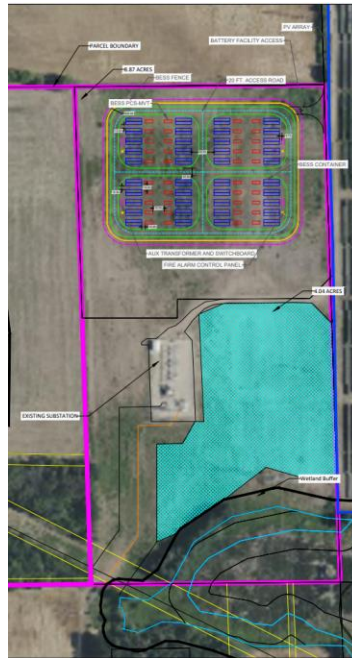 PV ARRAY
BATTERY FACILITY ACCESS
PARCEL BOUNDARY
6.87 ACRES
BESS FENCE
20 FT. ACCESS ROAD
BESS PCS-MVT
BESS CONTAINER
AUX TRANSFORMER AND SWITCHBOARD
FIRE ALARM CONTROL PANEL
4.04 ACRES
EXISTING SUBSTATION
Wetland Buffer